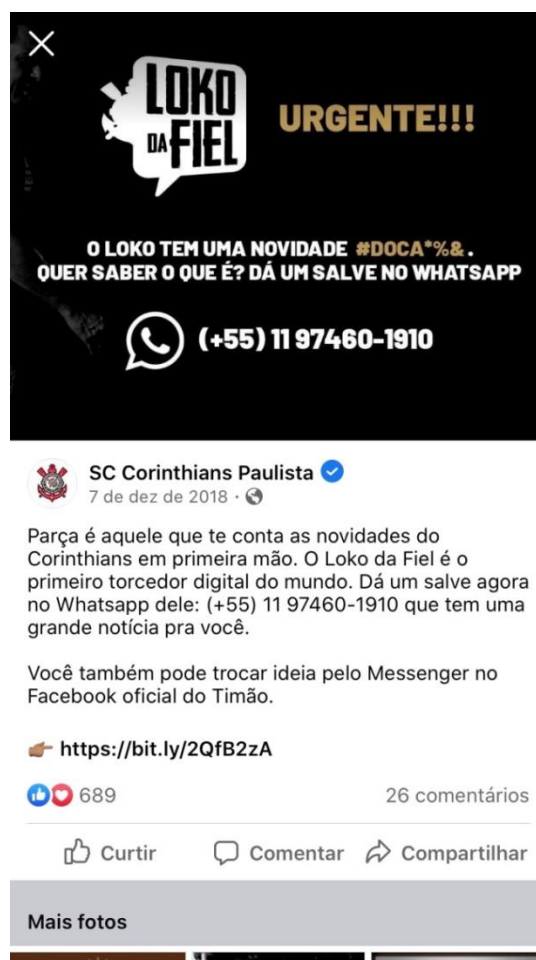 LOKO
DA FIEL
URGENTE!!!
O LOKO TEM UMA NOVIDADE #DOCA*%& .
QUER SABER O QUE É? DÁ UM SALVE NO WHATSAPP
(+55) 11 97460-1910
SC Corinthians Paulista
7 de dez de 2018 ·
Parça é aquele que te conta as novidades do
Corinthians em primeira mão. O Loko da Fiel é o
primeiro torcedor digital do mundo. Dá um salve agora
no Whatsapp dele: (+55) 11 97460-1910 que tem uma
grande notícia pra você.
Você também pode trocar ideia pelo Messenger no
Facebook oficial do Timão.
👉🏽 https://bit.ly/2QfB2zA
689
26 comentários
Curtir
Comentar
Compartilhar
Mais fotos